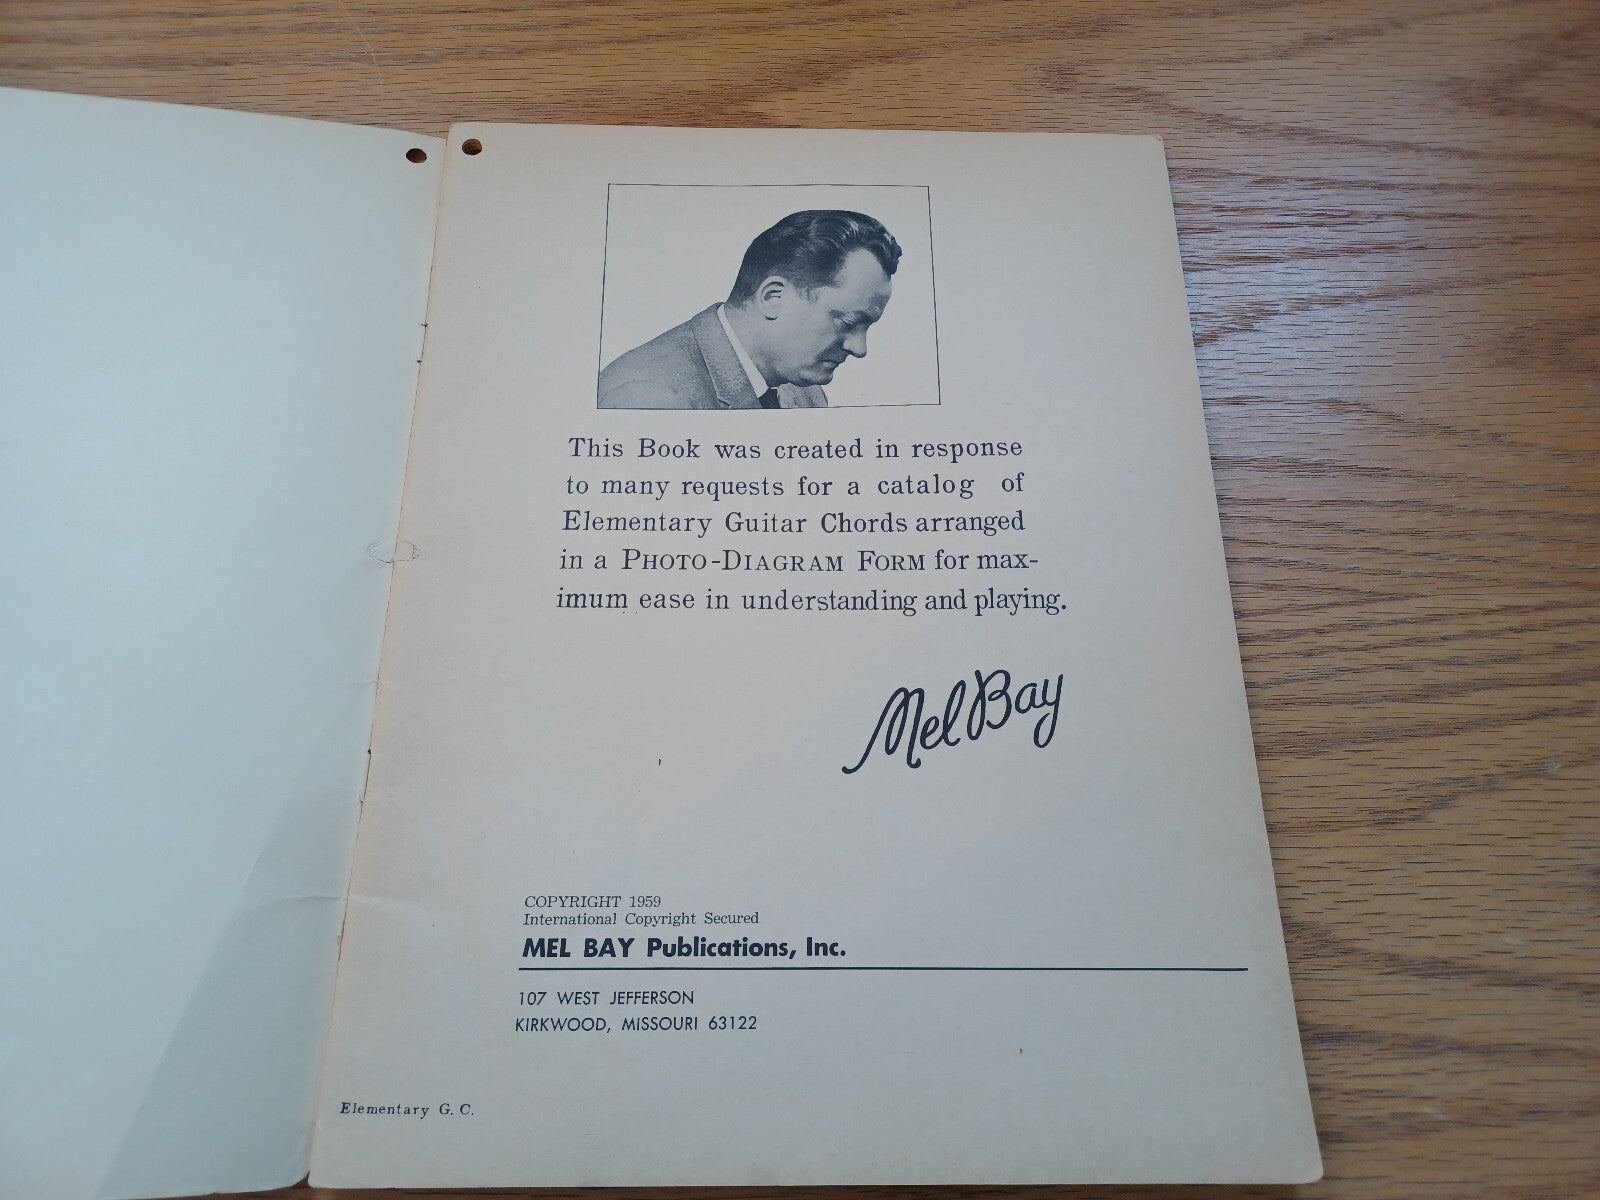 This Book was created in response
to many requests for a catalog of
Elementary Guitar Chords arranged
in a PHOTO-DIAGRAM FORM for max-
imum ease in understanding and playing.
Mel Bay
COPYRIGHT 1959
International Copyright Secured
MEL BAY Publications, Inc.
107 WEST JEFFERSON
KIRKWOOD, MISSOURI 63122
Elementary G. C.